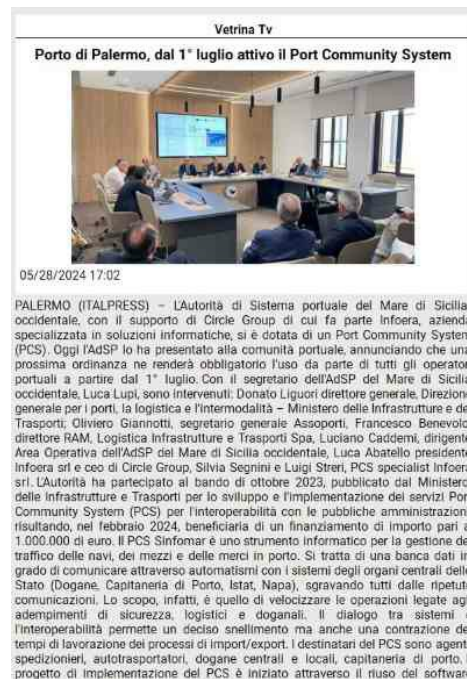 Vetrina Tv
Porto di Palermo, dal 1° luglio attivo il Port Community System
05/28/2024 17:02
PALERMO (ITALPRESS) – L'Autorità di Sistema portuale del Mare di Sicilia
occidentale, con il supporto di Circle Group di cui fa parte Infoera, azienda
specializzata in soluzioni informatiche, si è dotata di un Port Community System
(PCS). Oggi l'AdSP lo ha presentato alla comunità portuale, annunciando che una
prossima ordinanza ne renderà obbligatorio l'uso da parte di tutti gli operatori
portuali a partire dal 1° luglio. Con il segretario dell'AdSP del Mare di Sicilia
occidentale, Luca Lupi, sono intervenuti: Donato Liguori direttore generale, Direzione
generale per i porti, la logistica e l'intermodalità – Ministero delle Infrastrutture e dei
Trasporti; Oliviero Giannotti, segretario generale Assoporti, Francesco Benevolo
direttore RAM, Logistica Infrastrutture e Trasporti Spa, Luciano Caddemi, dirigente
Area Operativa dell'AdSP del Mare di Sicilia occidentale, Luca Abatello presidente
Infoera srl e ceo di Circle Group, Silvia Segnini e Luigi Streri, PCS specialist Infoera
srl. L'Autorità ha partecipato al bando di ottobre 2023, pubblicato dal Ministero
delle Infrastrutture e Trasporti per lo sviluppo e l'implementazione dei servizi Port
Community System (PCS) per l'interoperabilità con le pubbliche amministrazioni
risultando, nel febbraio 2024, beneficiaria di un finanziamento di importo pari a
1.000.000 di euro. Il PCS Sinfomar è uno strumento informatico per la gestione del
traffico delle navi, dei mezzi e delle merci in porto. Si tratta di una banca dati in
grado di comunicare attraverso automatismi con i sistemi degli organi centrali dello
Stato (Dogane, Capitaneria di Porto, Istat, Napa), sgravando tutti dalle ripetute
comunicazioni. Lo scopo, infatti, è quello di velocizzare le operazioni legate agli
adempimenti di sicurezza, logistici e doganali. Il dialogo tra sistemi e
l'interoperabilità permette un deciso snellimento ma anche una contrazione dei
tempi di lavorazione dei processi di import/export. I destinatari del PCS sono agenti
spedizionieri, autotrasportatori, dogane centrali e locali, capitaneria di porto. Il
progetto di implementazione del PCS è iniziato attraverso il riuso del software